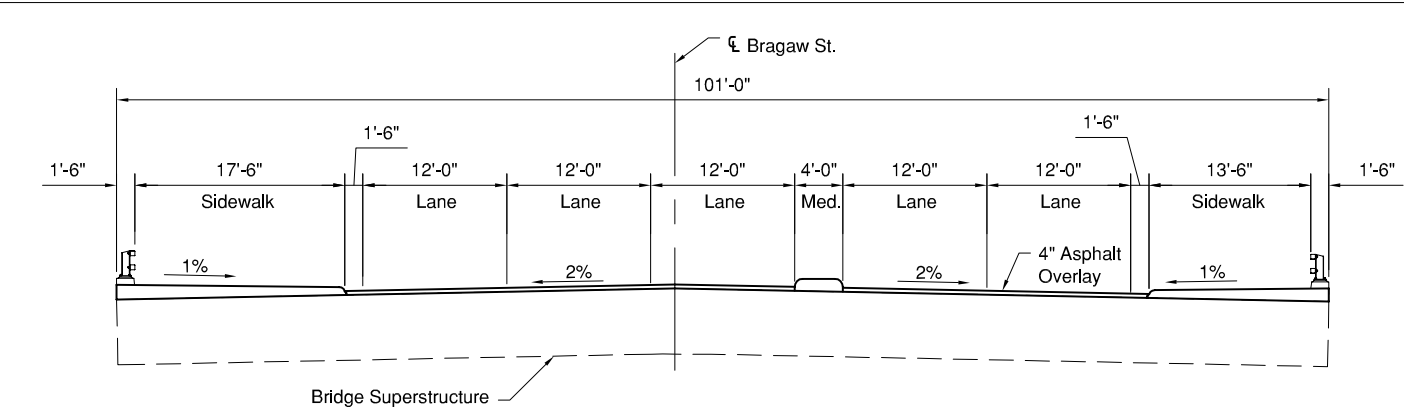 ℄ Bragaw St.
101'-0"
1'-6"
1'-6"
1'-6"
17'-6"
12'-0"
12'-0"
12'-0"
4'-0"
12'-0"
12'-0"
13'-6"
1'-6"
Sidewalk
Lane
Lane
Lane
Med.
Lane
Lane
Sidewalk
4" Asphalt
Overlay
1%
2%
2%
1%
Bridge Superstructure